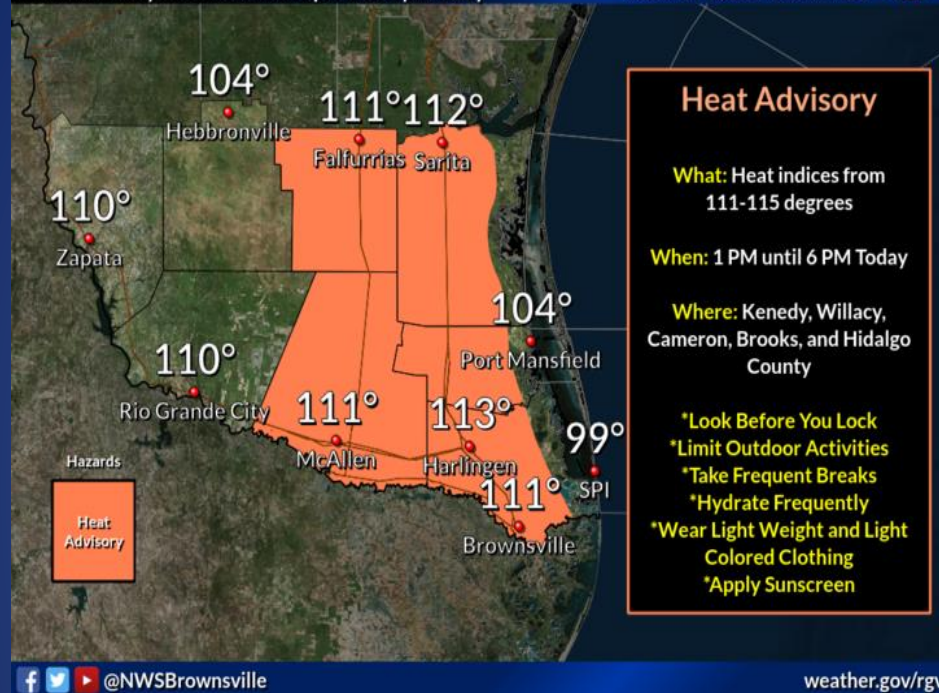 104°
Hebbronville
111°
Falfurrias
112°
Sarita
110°
Zapata
104°
Port Mansfield
110°
Rio Grande City
111°
McAllen
113°
Harlingen
99°
SPI
111°
Brownsville
Hazards
Heat
Advisory
Heat Advisory
What: Heat indices from
111-115 degrees
When: 1 PM until 6 PM Today
Where: Kenedy, Willacy,
Cameron, Brooks, and Hidalgo
County
*Look Before You Lock
*Limit Outdoor Activities
*Take Frequent Breaks
*Hydrate Frequently
*Wear Light Weight and Light
Colored Clothing
*Apply Sunscreen
@NWSBrownsville
weather.gov/rgv